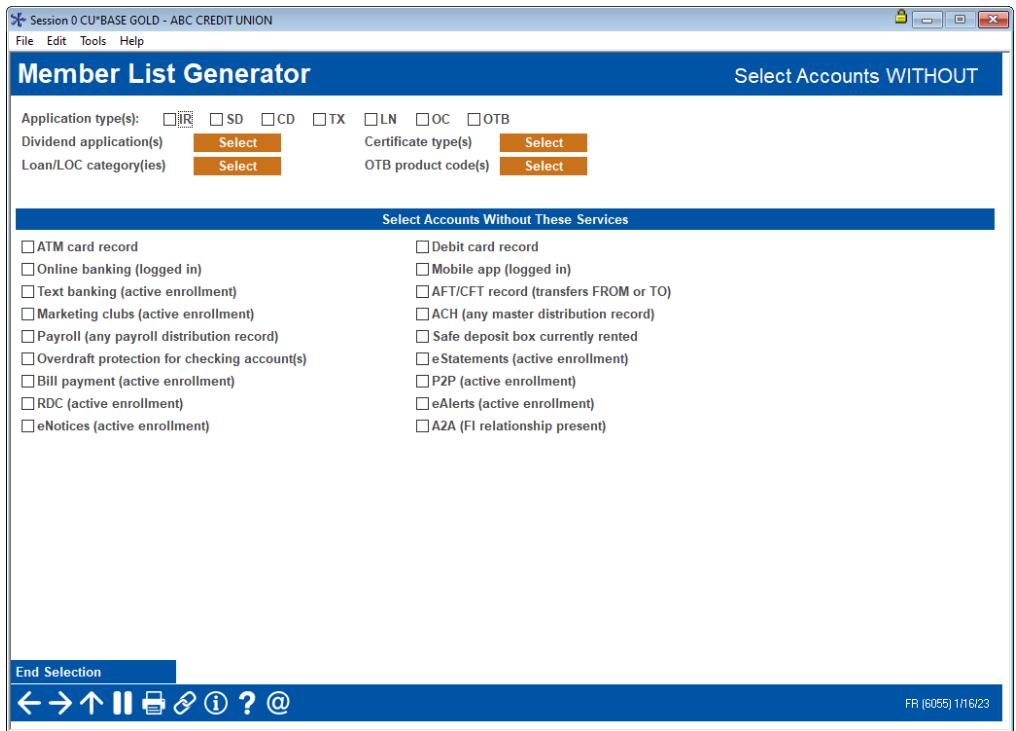 Session 0 CU*BASE GOLD - ABC CREDIT UNION
File Edit Tools Help
Member List Generator Select Accounts WITHOUT
Application type(s): IR SD CD TX LN OC OTB
Dividend application(s) Select Certificate type(s) Select
Loan/LOC category(ies) Select OTB product code(s) Select
Select Accounts Without These Services
ATM card record Debit card record
Online banking (logged in) Mobile app (logged in)
Text banking (active enrollment) AFT/CFT record (transfers FROM or TO)
Marketing clubs (active enrollment) ACH (any master distribution record)
Payroll (any payroll distribution record) Safe deposit box currently rented
Overdraft protection for checking account(s) eStatements (active enrollment)
Bill payment (active enrollment) P2P (active enrollment)
RDC (active enrollment) eAlerts (active enrollment)
eNotices (active enrollment) A2A (FI relationship present)
End Selection
FR (6055) 1/16/23